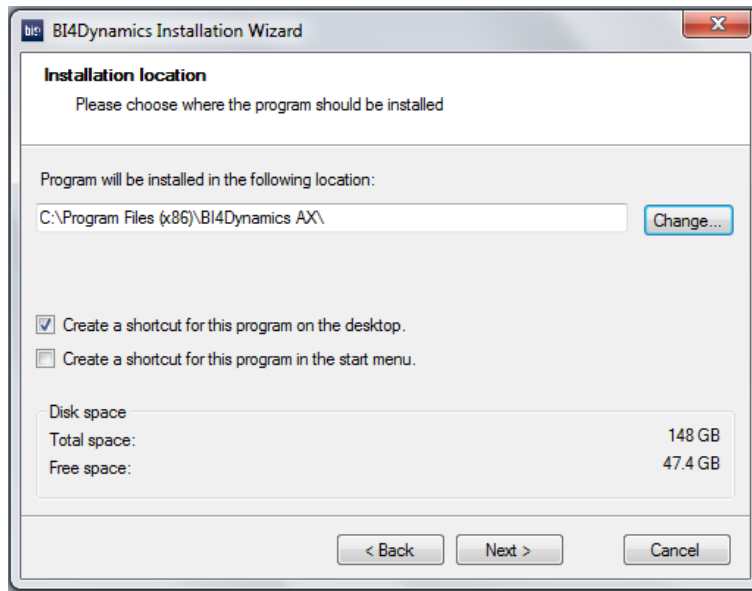 bi4 BI4Dynamics Installation Wizard
Installation location
Please choose where the program should be installed
Program will be installed in the following location:
C:\Program Files (x86)\BI4Dynamics AX\
Change...
Create a shortcut for this program on the desktop.
Create a shortcut for this program in the start menu.
Disk space
Total space: 148 GB
Free space: 47.4 GB
< Back Next > Cancel